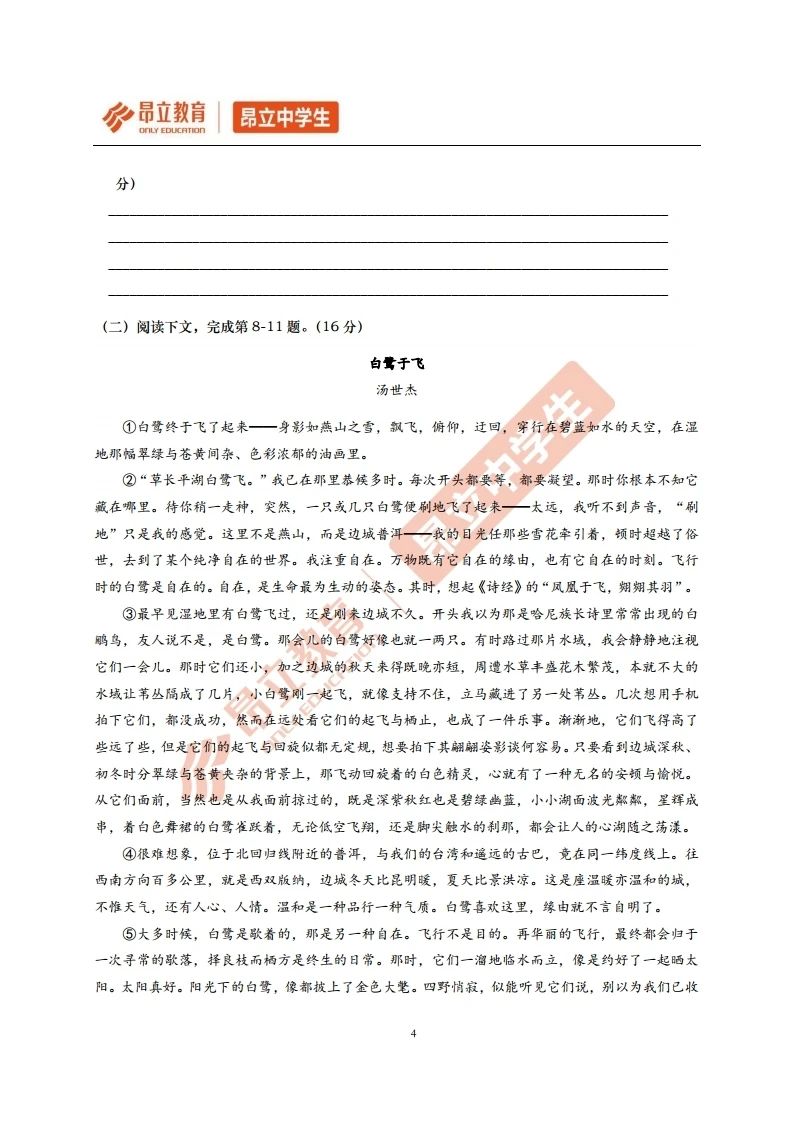 昂立教育
ONLY EDUCATION
昂立中学生
分）
（二）阅读下文，完成第 8-11 题。（16 分）
白鹭于飞
汤世杰
①白鹭终于飞了起来——身影如燕山之雪，飘飞，俯仰，迂回，穿行在碧蓝如水的天空，在湿
地那幅翠绿与苍黄间杂、色彩浓郁的油画里。
②“草长平湖白鹭飞。”我已在那里恭候多时。每次开头都要等，都要凝望。那时你根本不知它
藏在哪里。待你稍一走神，突然，一只或几只白鹭便刷地飞了起来——太远，我听不到声音，“刷
地”只是我的感觉。这里不是燕山，而是边城普洱——我的目光任那些雪花牵引着，顿时超越了俗
世，去到了某个纯净自在的世界。我注重自在。万物既有它自在的缘由，也有它自在的时刻。飞行
时的白鹭是自在的。自在，是生命最为生动的姿态。其时，想起《诗经》的“凤凰于飞，翙翙其羽”。
③最早见湿地里有白鹭飞过，还是刚来边城不久。开头我以为那是哈尼族长诗里常常出现的白
鹇鸟，友人说不是，是白鹭。那会儿的白鹭好像也就一两只。有时路过那片水域，我会静静地注视
它们一会儿。那时它们还小，加之边城的秋天来得既晚亦短，周遭水草丰盛花木繁茂，本就不大的
水域让苇丛隔成了几片，小白鹭刚一起飞，就像支持不住，立马藏进了另一处苇丛。几次想用手机
拍下它们，都没成功，然而在远处看它们的起飞与栖止，也成了一件乐事。渐渐地，它们飞得高了
些远了些，但是它们的起飞与回旋似都无定规，想要拍下其翩翩姿影谈何容易。只要看到边城深秋、
初冬时分翠绿与苍黄夹杂的背景上，那飞动回旋着的白色精灵，心就有了一种无名的安顿与愉悦。
从它们面前，当然也是从我面前掠过的，既是深紫秋红也是碧绿幽蓝，小小湖面波光粼粼，星辉成
串，着白色舞裙的白鹭雀跃着，无论低空飞翔，还是脚尖触水的刹那，都会让人的心湖随之荡漾。
④很难想象，位于北回归线附近的普洱，与我们的台湾和遥远的古巴，竟在同一纬度线上。往
西南方向百多公里，就是西双版纳，边城冬天比昆明暖，夏天比景洪凉。这是座温暖亦温和的城，
不惟天气，还有人心、人情。温和是一种品行一种气质。白鹭喜欢这里，缘由就不言自明了。
⑤大多时候，白鹭是歇着的，那是另一种自在。飞行不是目的。再华丽的飞行，最终都会归于
一次寻常的歇落，择良枝而栖方是终生的日常。那时，它们一溜地临水而立，像是约好了一起晒太
阳。太阳真好。阳光下的白鹭，像都披上了金色大氅。四野悄寂，似能听见它们说，别以为我们已收
4
昂立教育
ONLY EDUCATION
昂立中学生